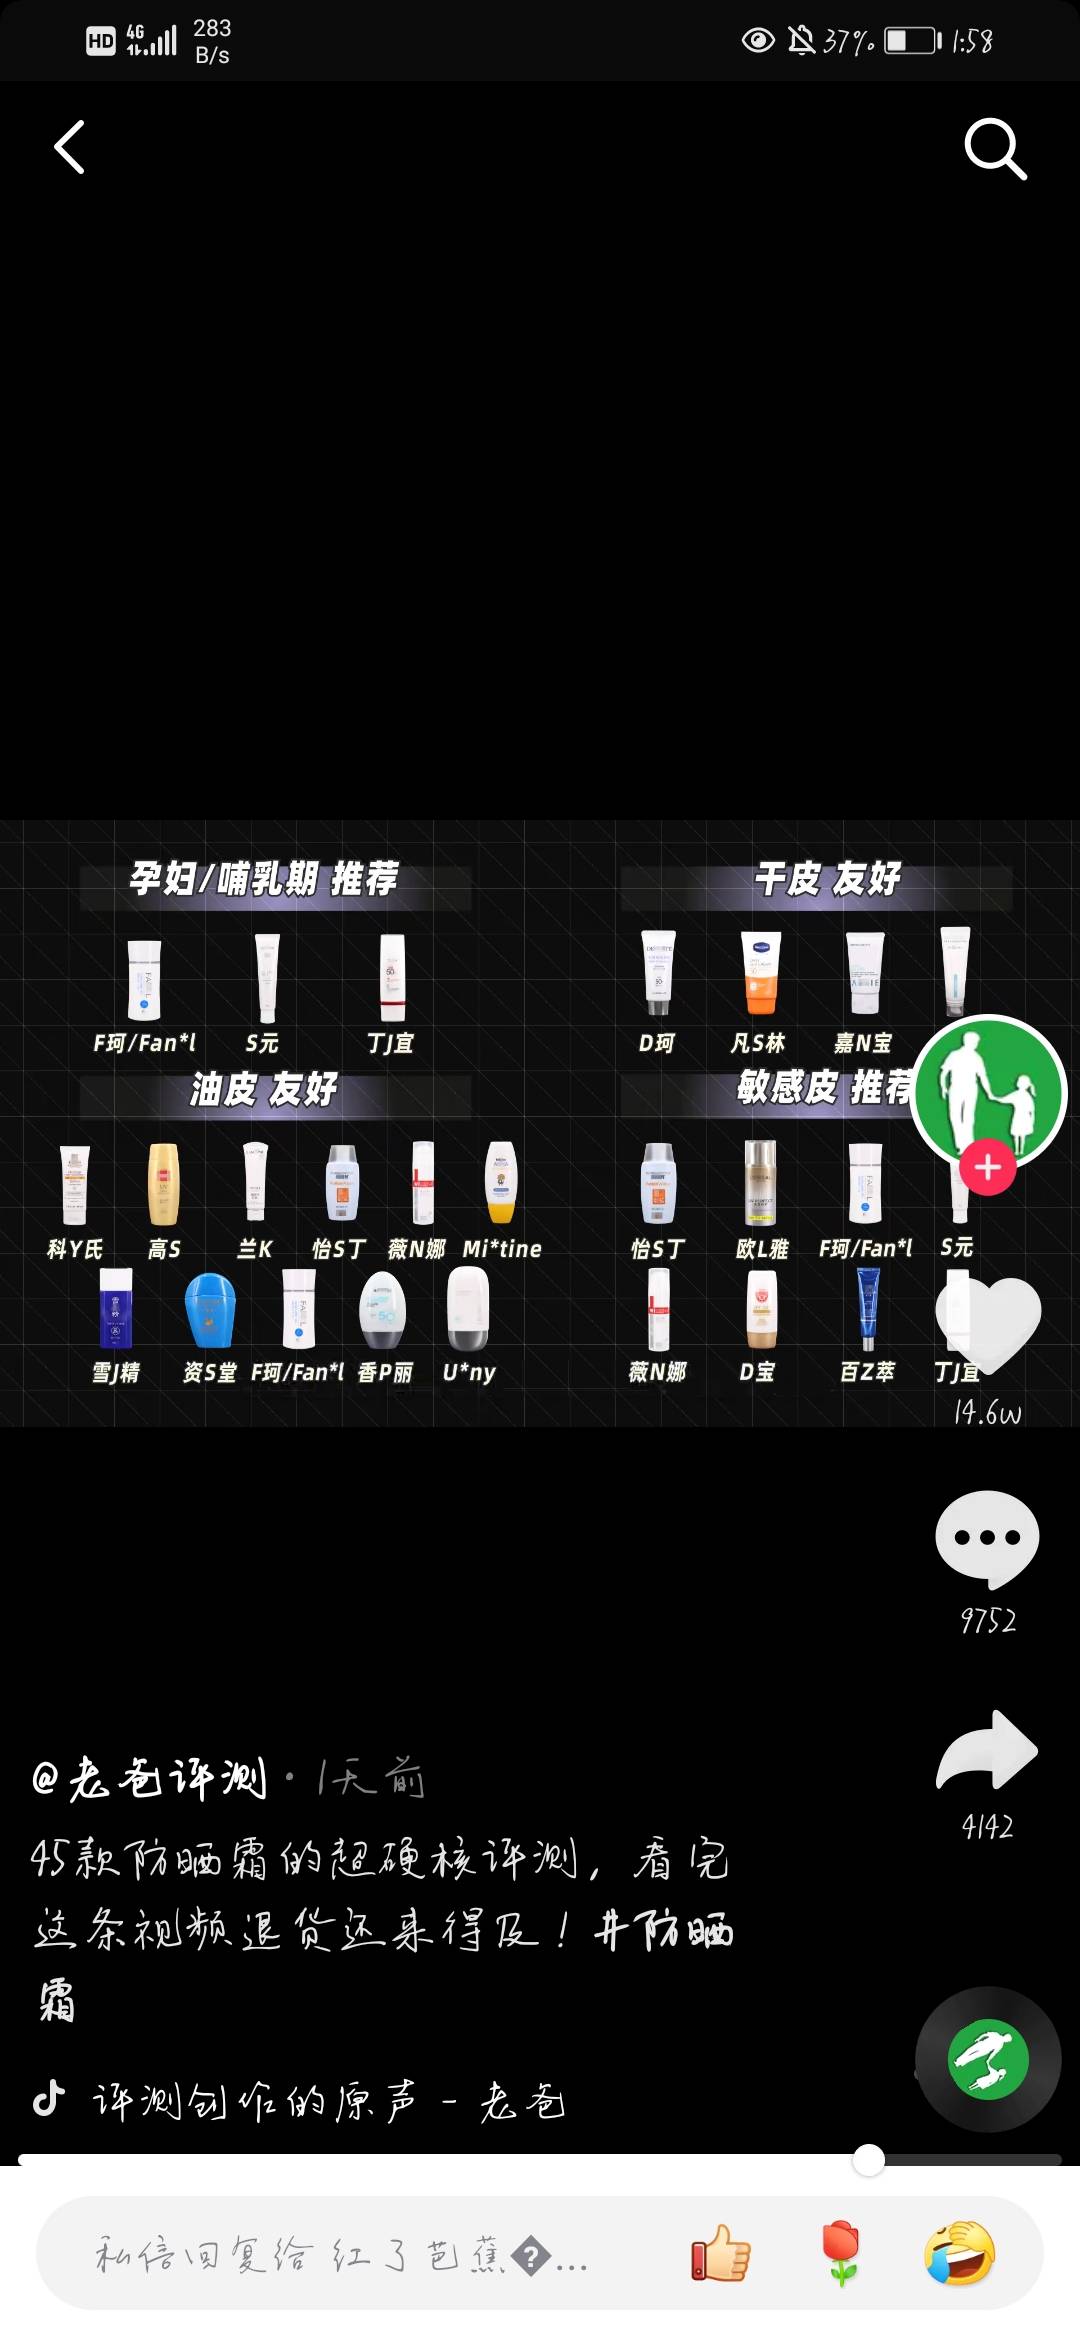 HD 4G 283 B/s 37% 1:58
孕妇/哺乳期 推荐
F珂/Fan*l S元 丁J宜
干皮 友好
D珂 凡S林 嘉N宝
油皮 友好
科Y氏 高S 兰K 怡S丁 薇N娜 Mi*tine
雪J精 资S堂 F珂/Fan*l 香P丽 U*ny
敏感皮 推荐
怡S丁 欧L雅 F珂/Fan*l S元
薇N娜 D宝 百Z萃 丁J宜
14.6w
9752
4142
@老爸评测·1天前
45款防晒霜的超硬核评测，看完
这条视频退货还来得及！#防晒
霜
评测创作的原声 - 老爸
私信回复给 红了芭蕉�...